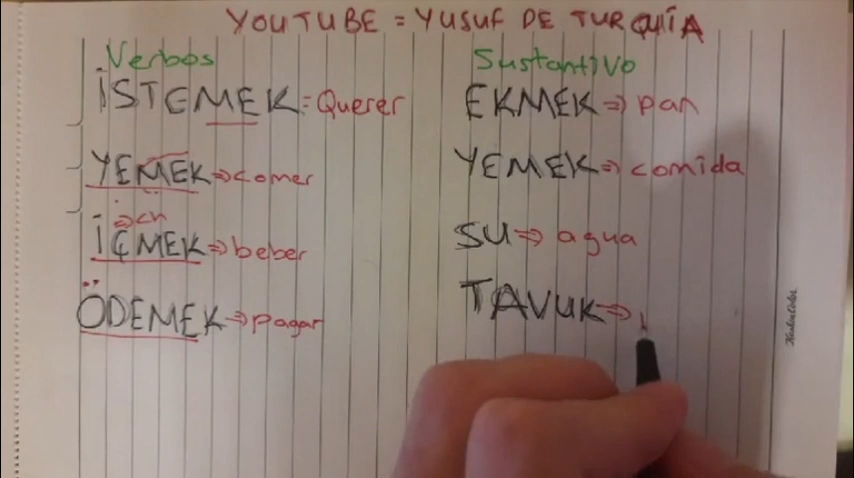 YOUTUBE = YUSUF DE TURQUÍA
Verbos
İSTEMEK = Querer
YEMEK => comer
=> ch
İÇMEK => beber
ÖDEMEK => pagar
Sustantivo
EKMEK => pan
YEMEK => comida
SU => agua
TAVUK =>